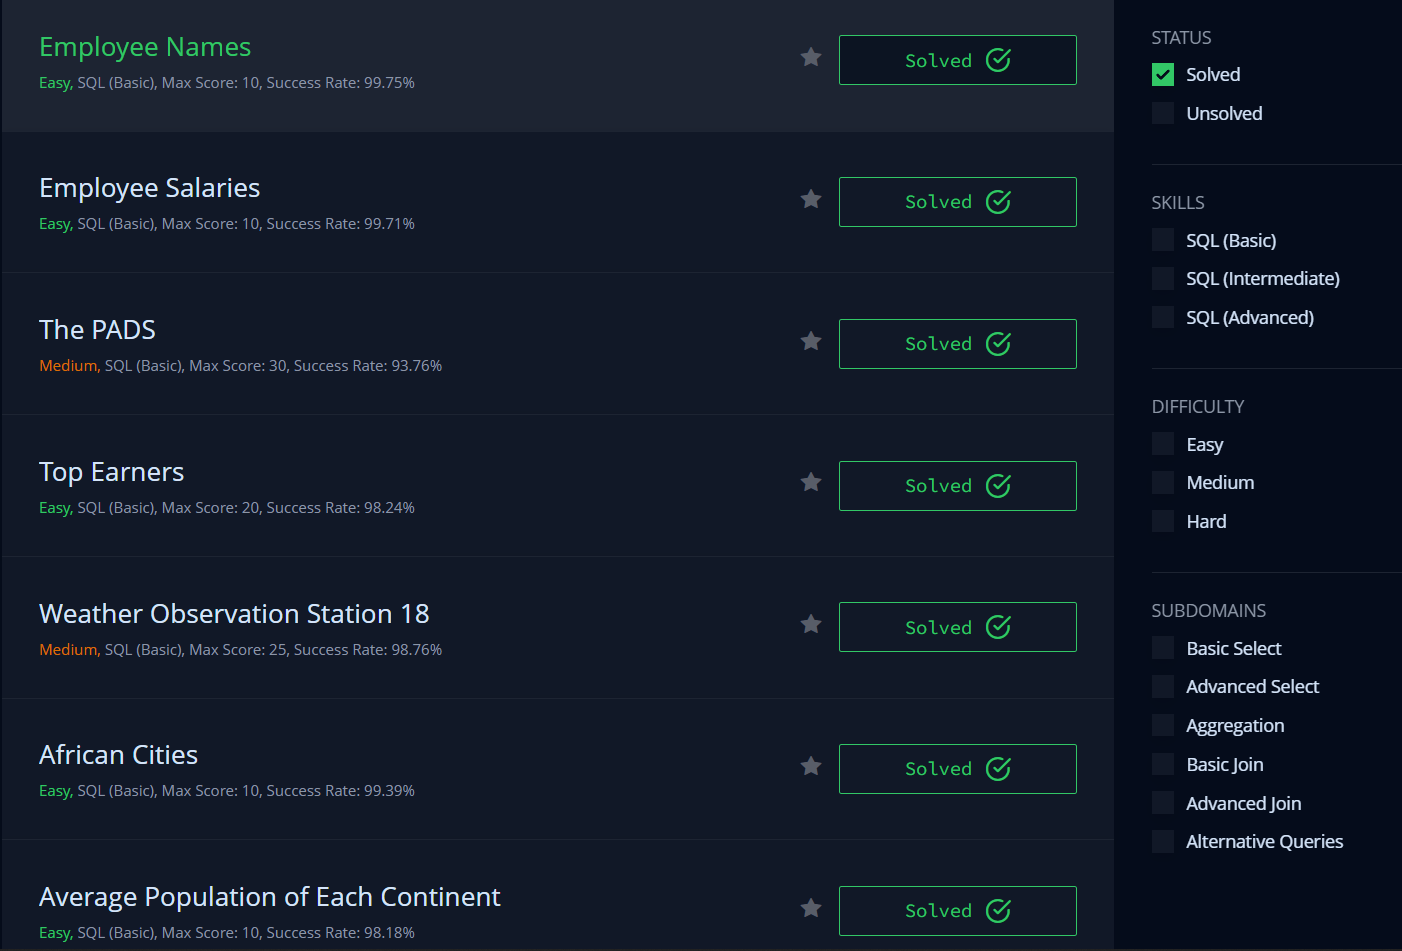 Employee Names
Easy, SQL (Basic), Max Score: 10, Success Rate: 99.75%
Solved
Employee Salaries
Easy, SQL (Basic), Max Score: 10, Success Rate: 99.71%
Solved
The PADS
Medium, SQL (Basic), Max Score: 30, Success Rate: 93.76%
Solved
Top Earners
Easy, SQL (Basic), Max Score: 20, Success Rate: 98.24%
Solved
Weather Observation Station 18
Medium, SQL (Basic), Max Score: 25, Success Rate: 98.76%
Solved
African Cities
Easy, SQL (Basic), Max Score: 10, Success Rate: 99.39%
Solved
Average Population of Each Continent
Easy, SQL (Basic), Max Score: 10, Success Rate: 98.18%
Solved
STATUS
Solved
Unsolved
SKILLS
SQL (Basic)
SQL (Intermediate)
SQL (Advanced)
DIFFICULTY
Easy
Medium
Hard
SUBDOMAINS
Basic Select
Advanced Select
Aggregation
Basic Join
Advanced Join
Alternative Queries